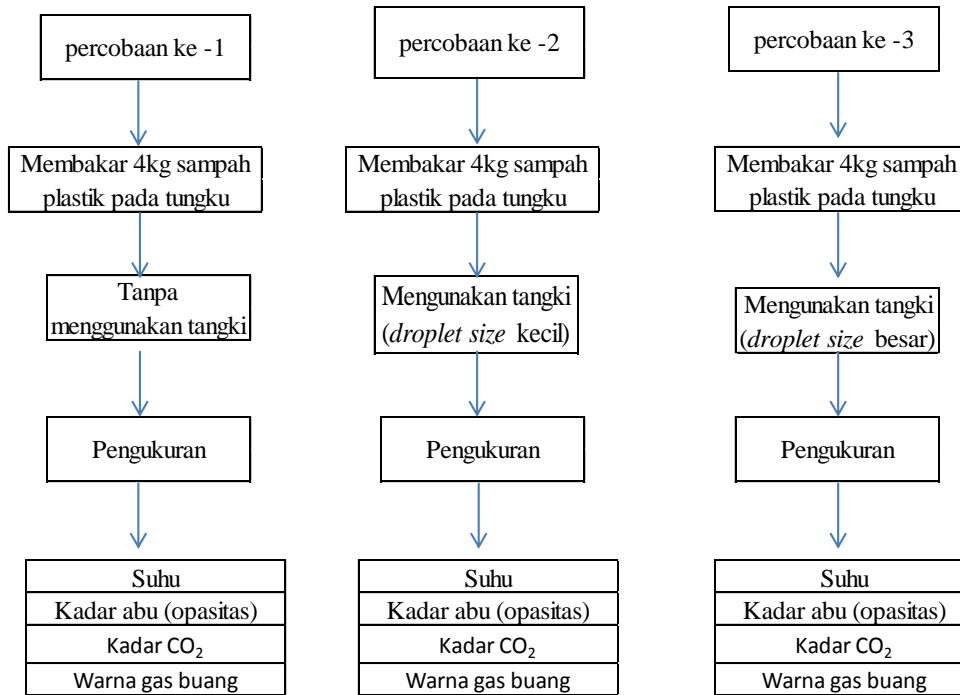 percobaan ke -1
Membakar 4kg sampah
plastik pada tungku
Tanpa
menggunakan tangki
Pengukuran
Suhu
Kadar abu (opasitas)
Kadar CO₂
Warna gas buang
percobaan ke -2
Membakar 4kg sampah
plastik pada tungku
Mengunakan tangki
(droplet size kecil)
Pengukuran
Suhu
Kadar abu (opasitas)
Kadar CO₂
Warna gas buang
percobaan ke -3
Membakar 4kg sampah
plastik pada tungku
Mengunakan tangki
(droplet size besar)
Pengukuran
Suhu
Kadar abu (opasitas)
Kadar CO₂
Warna gas buang